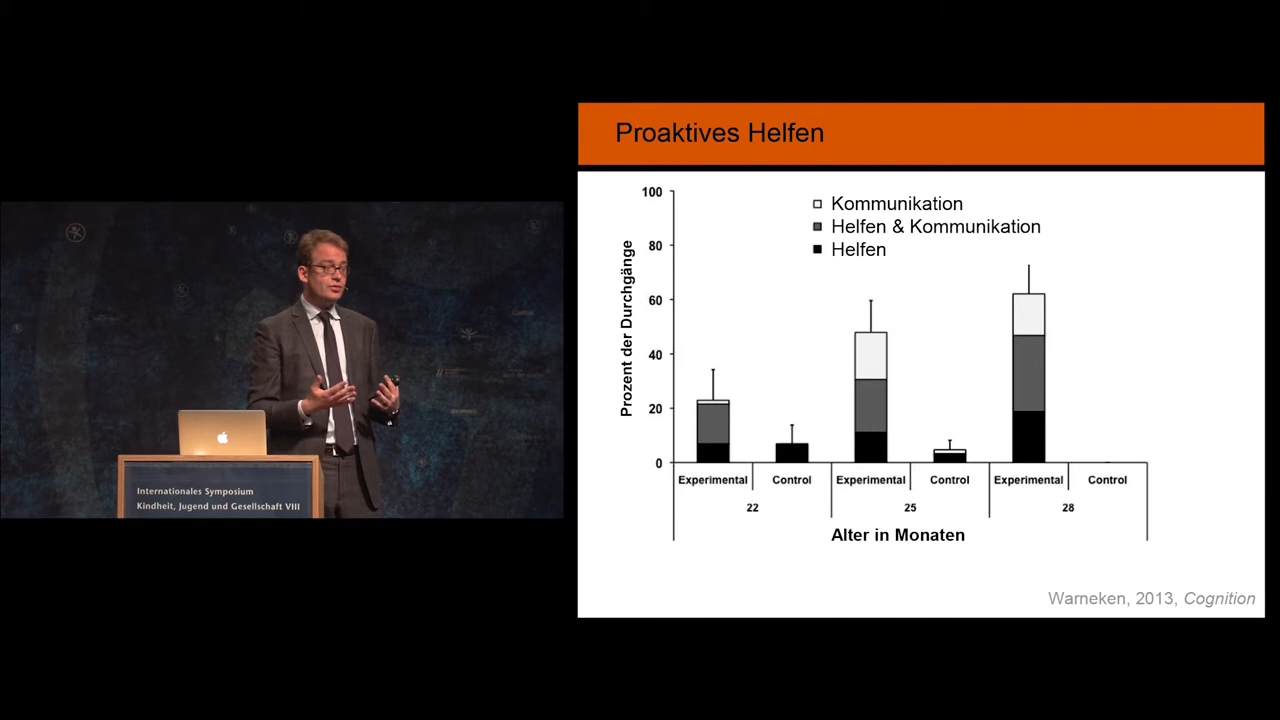 Proaktives Helfen
Kommunikation
Helfen & Kommunikation
Helfen
Prozent der Durchgänge
100
80
60
40
20
0
Experimental
Control
Experimental
Control
Experimental
Control
22
25
28
Alter in Monaten
Warneken, 2013, Cognition
Internationales Symposium
Kindheit, Jugend und Gesellschaft VIII